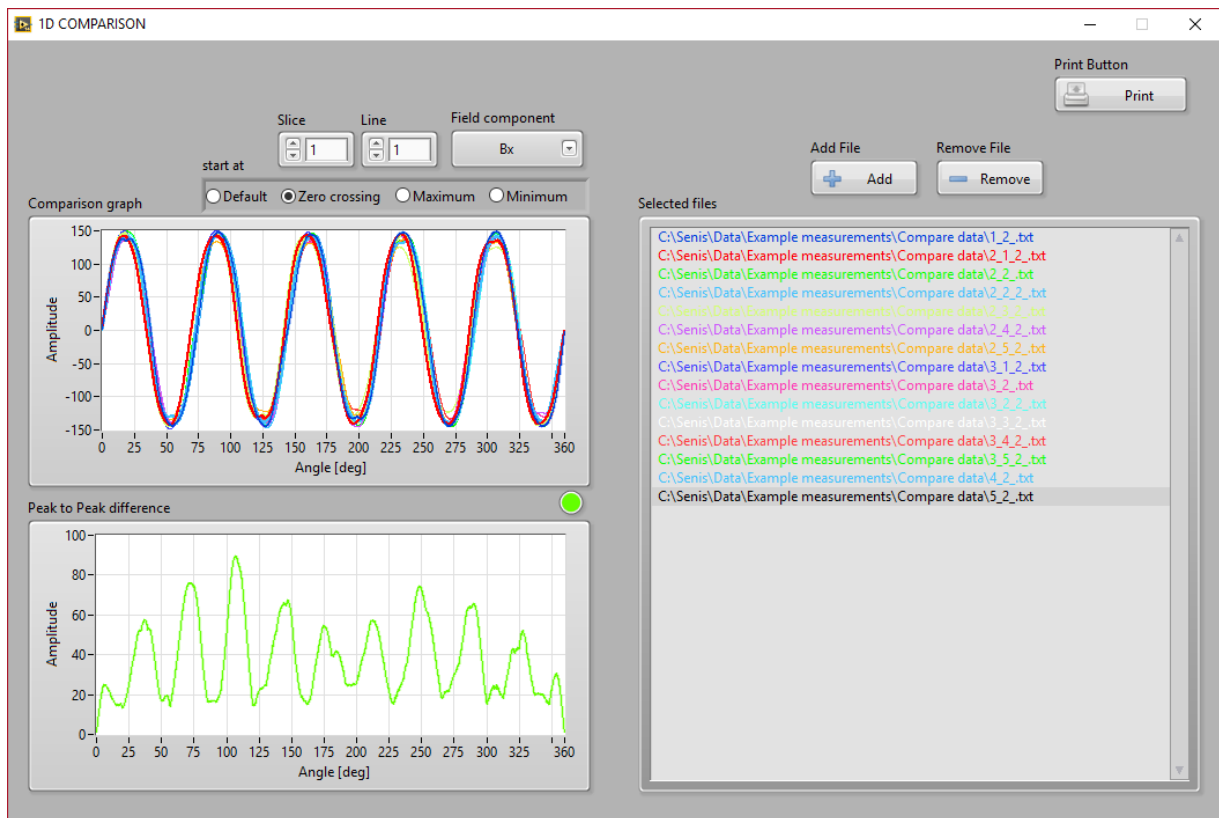 1D COMPARISON
Print Button
Print
Slice
Line
Field component
1
1
Bx
start at
Default
Zero crossing
Maximum
Minimum
Add File
Remove File
Add
Remove
Comparison graph
150
100
50
0
-50
-100
-150
Amplitude
0 25 50 75 100 125 150 175 200 225 250 275 300 325 360
Angle [deg]
Peak to Peak difference
100
80
60
40
20
0
Amplitude
0 25 50 75 100 125 150 175 200 225 250 275 300 325 360
Angle [deg]
Selected files
C:\Senis\Data\Example measurements\Compare data\1_2_.txt
C:\Senis\Data\Example measurements\Compare data\2_1_2_.txt
C:\Senis\Data\Example measurements\Compare data\2_2_.txt
C:\Senis\Data\Example measurements\Compare data\2_2_2_.txt
C:\Senis\Data\Example measurements\Compare
C:\Senis\Data\Example measurements\Compare data\2_4_2_.txt
C:\Senis\Data\Example measurements\Compare data\2_5_2_.txt
C:\Senis\Data\Example measurements\Compare data\3_1_2_.txt
C:\Senis\Data\Example measurements\Compare data\3_2_.txt
C:\Senis\Data\Example measurements\Compare data\3_2_2_.txt
C:\Senis\Data\Example measurements\Compare data\3_3_2_.txt
C:\Senis\Data\Example measurements\Compare data\3_4_2_.txt
C:\Senis\Data\Example measurements\Compare data\3_5_2_.txt
C:\Senis\Data\Example measurements\Compare data\4_2_.txt
C:\Senis\Data\Example measurements\Compare data\5_2_.txt